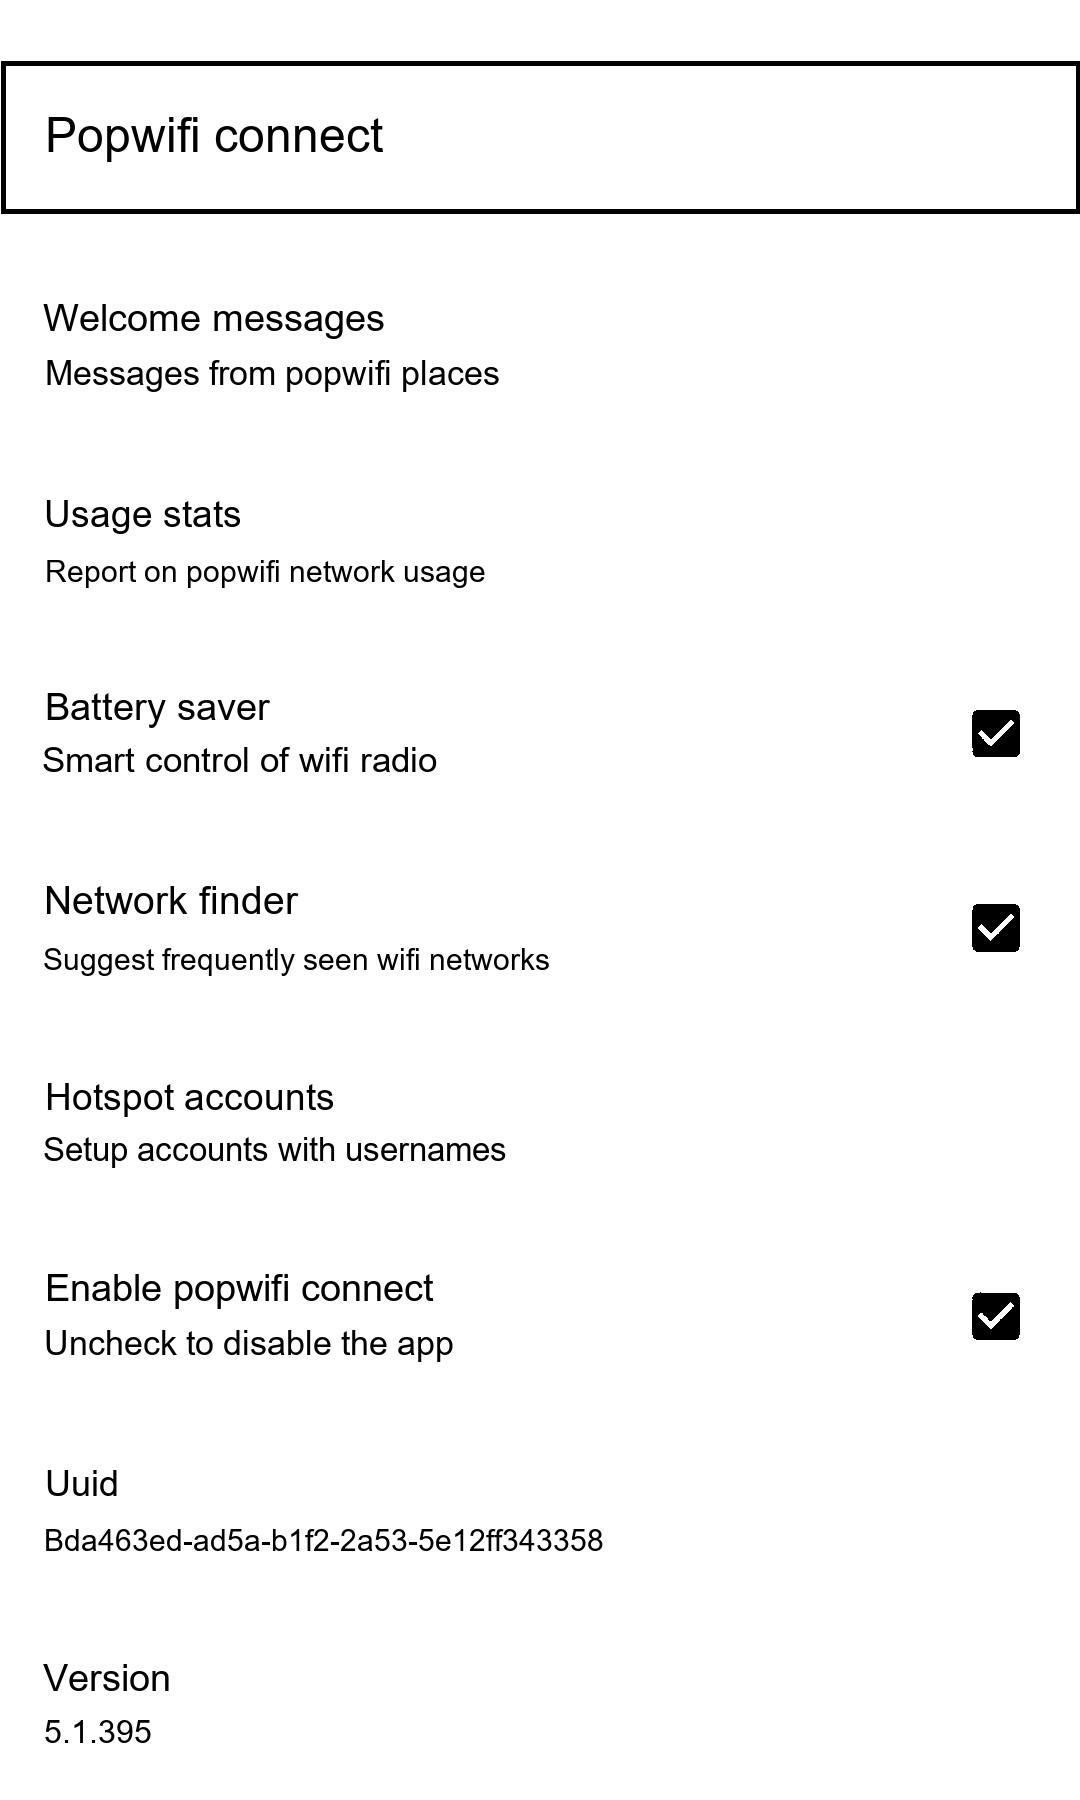 Popwifi connect
Welcome messages
Messages from popwifi places
Usage stats
Report on popwifi network usage
Battery saver
Smart control of wifi radio
Network finder
Suggest frequently seen wifi networks
Hotspot accounts
Setup accounts with usernames
Enable popwifi connect
Uncheck to disable the app
Uuid
Bda463ed-ad5a-b1f2-2a53-5e12ff343358
Version
5.1.395